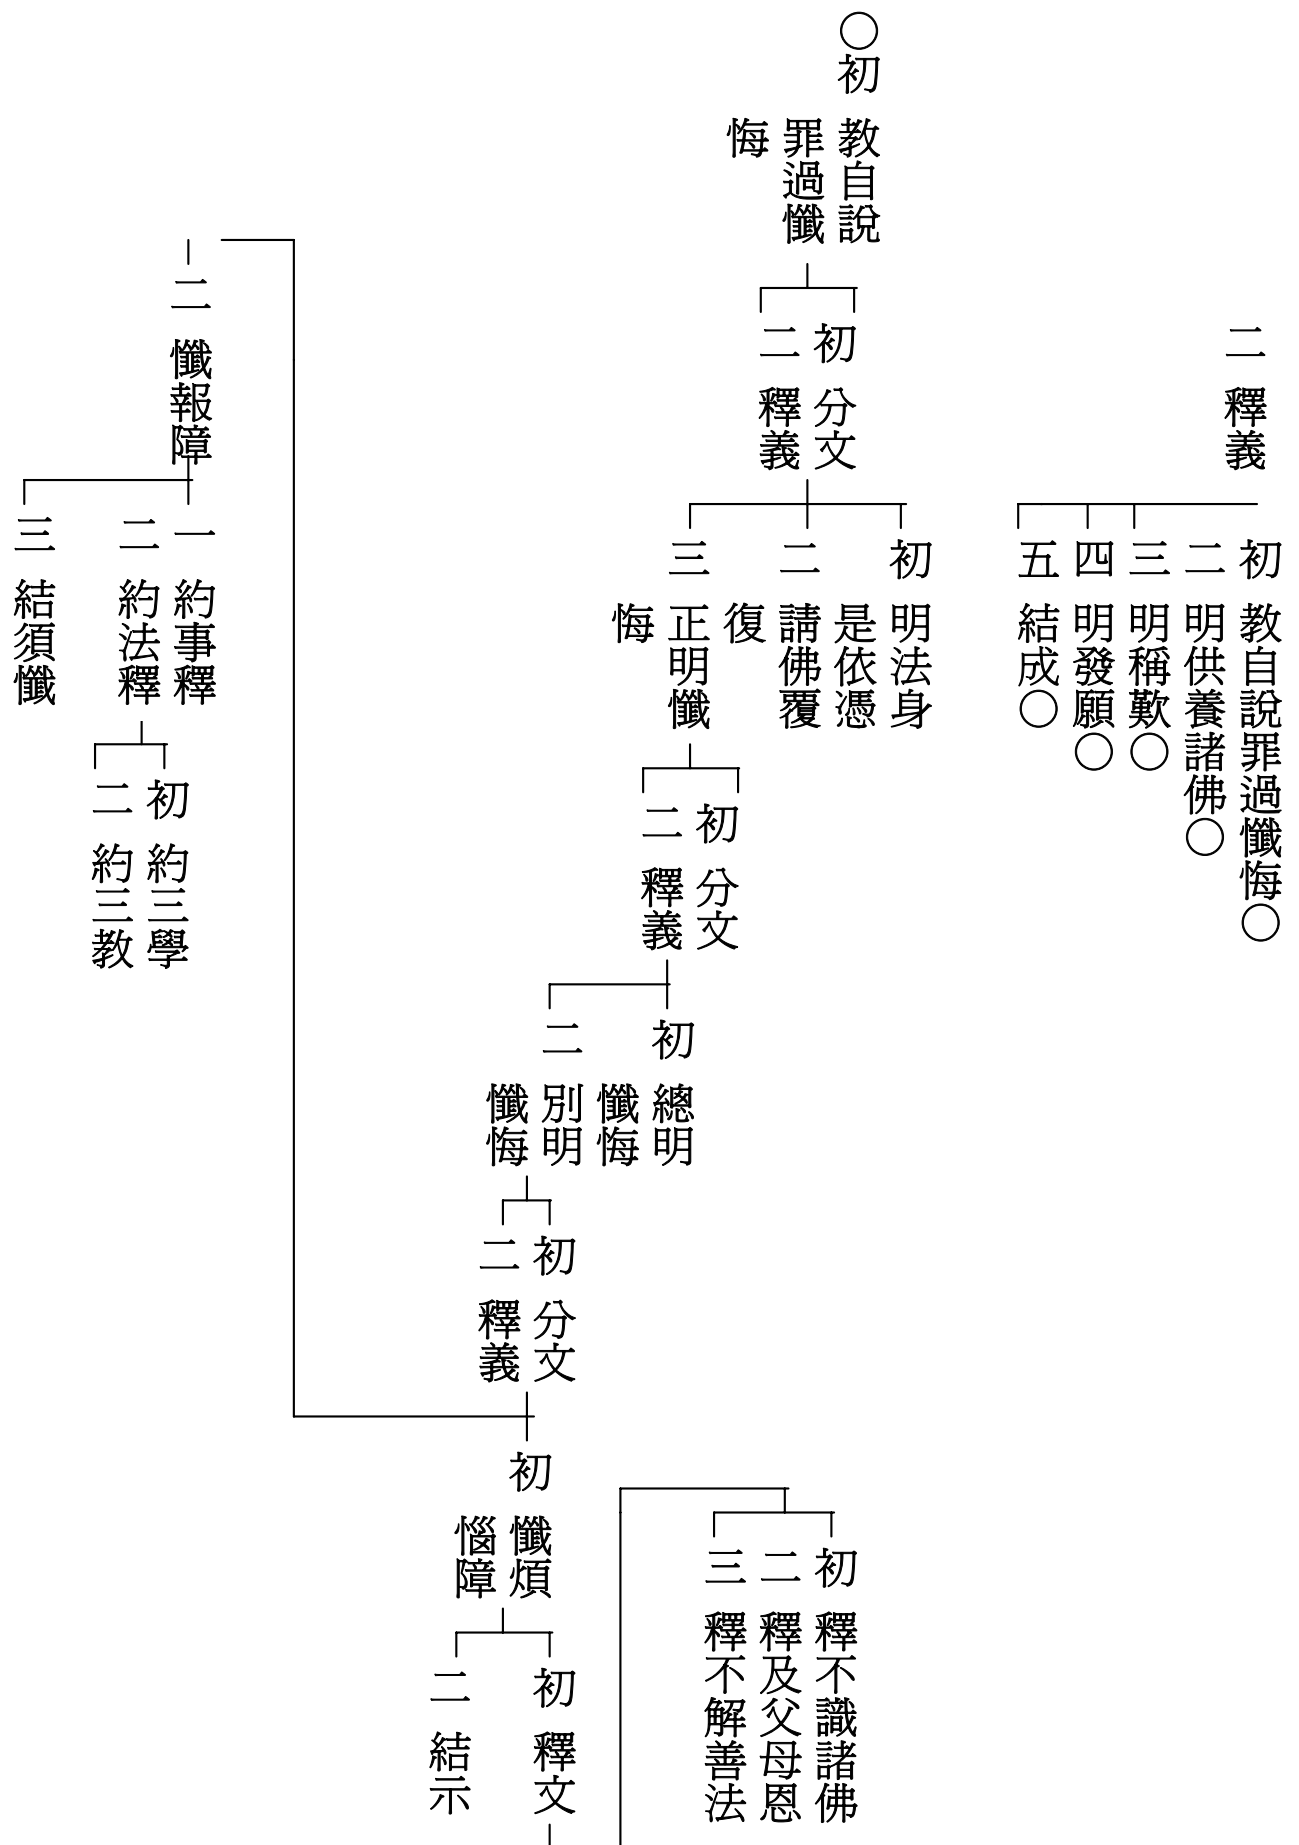 二　釋義
初　教自說罪過懺悔○
二　明供養諸佛○
三　明稱歎○
四　明發願○
五　結成○
○初　教自說
罪過懺
悔
初　分文
二　釋義
初　明法身
是依憑
二　請佛覆
復
三　正明懺
悔
初　分文
二　釋義
初　總明
懺悔
二　別明
懺悔
初　分文
二　釋義
初　懺煩
惱障
初　釋文
二　結示
初　釋不識諸佛
二　釋及父母恩
三　釋不解善法
二　懺報障
一　約事釋
二　約法釋
三　結須懺
初　約三學
二　約三教